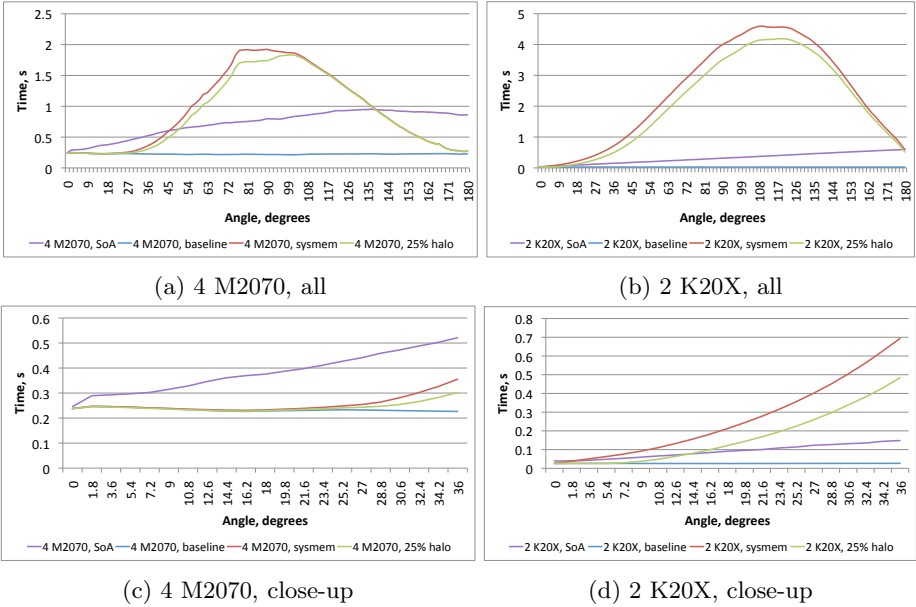 2.5
2
1.5
1
0.5
0
Time, s
0 9 18 27 36 45 54 63 72 81 90 99 108 117 126 135 144 153 162 171 180
Angle, degrees
4 M2070, SoA 4 M2070, baseline 4 M2070, sysmem 4 M2070, 25% halo
(a) 4 M2070, all
5
4
3
2
1
0
Time, s
0 9 18 27 36 45 54 63 72 81 90 99 108 117 126 135 144 153 162 171 180
Angle, degrees
2 K20X, SoA 2 K20X, baseline 2 K20X, sysmem 2 K20X, 25% halo
(b) 2 K20X, all
0.6
0.5
0.4
0.3
0.2
0.1
0
Time, s
0 1.8 3.6 5.4 7.2 9 10.8 12.6 14.4 16.2 18 19.8 21.6 23.4 25.2 27 28.8 30.6 32.4 34.2 36
Angle, degrees
4 M2070, SoA 4 M2070, baseline 4 M2070, sysmem 4 M2070, 25% halo
(c) 4 M2070, close-up
0.8
0.7
0.6
0.5
0.4
0.3
0.2
0.1
0
Time, s
0 1.8 3.6 5.4 7.2 9 10.8 12.6 14.4 16.2 18 19.8 21.6 23.4 25.2 27 28.8 30.6 32.4 34.2 36
Angle, degrees
2 K20X, SoA 2 K20X, baseline 2 K20X, sysmem 2 K20X, 25% halo
(d) 2 K20X, close-up